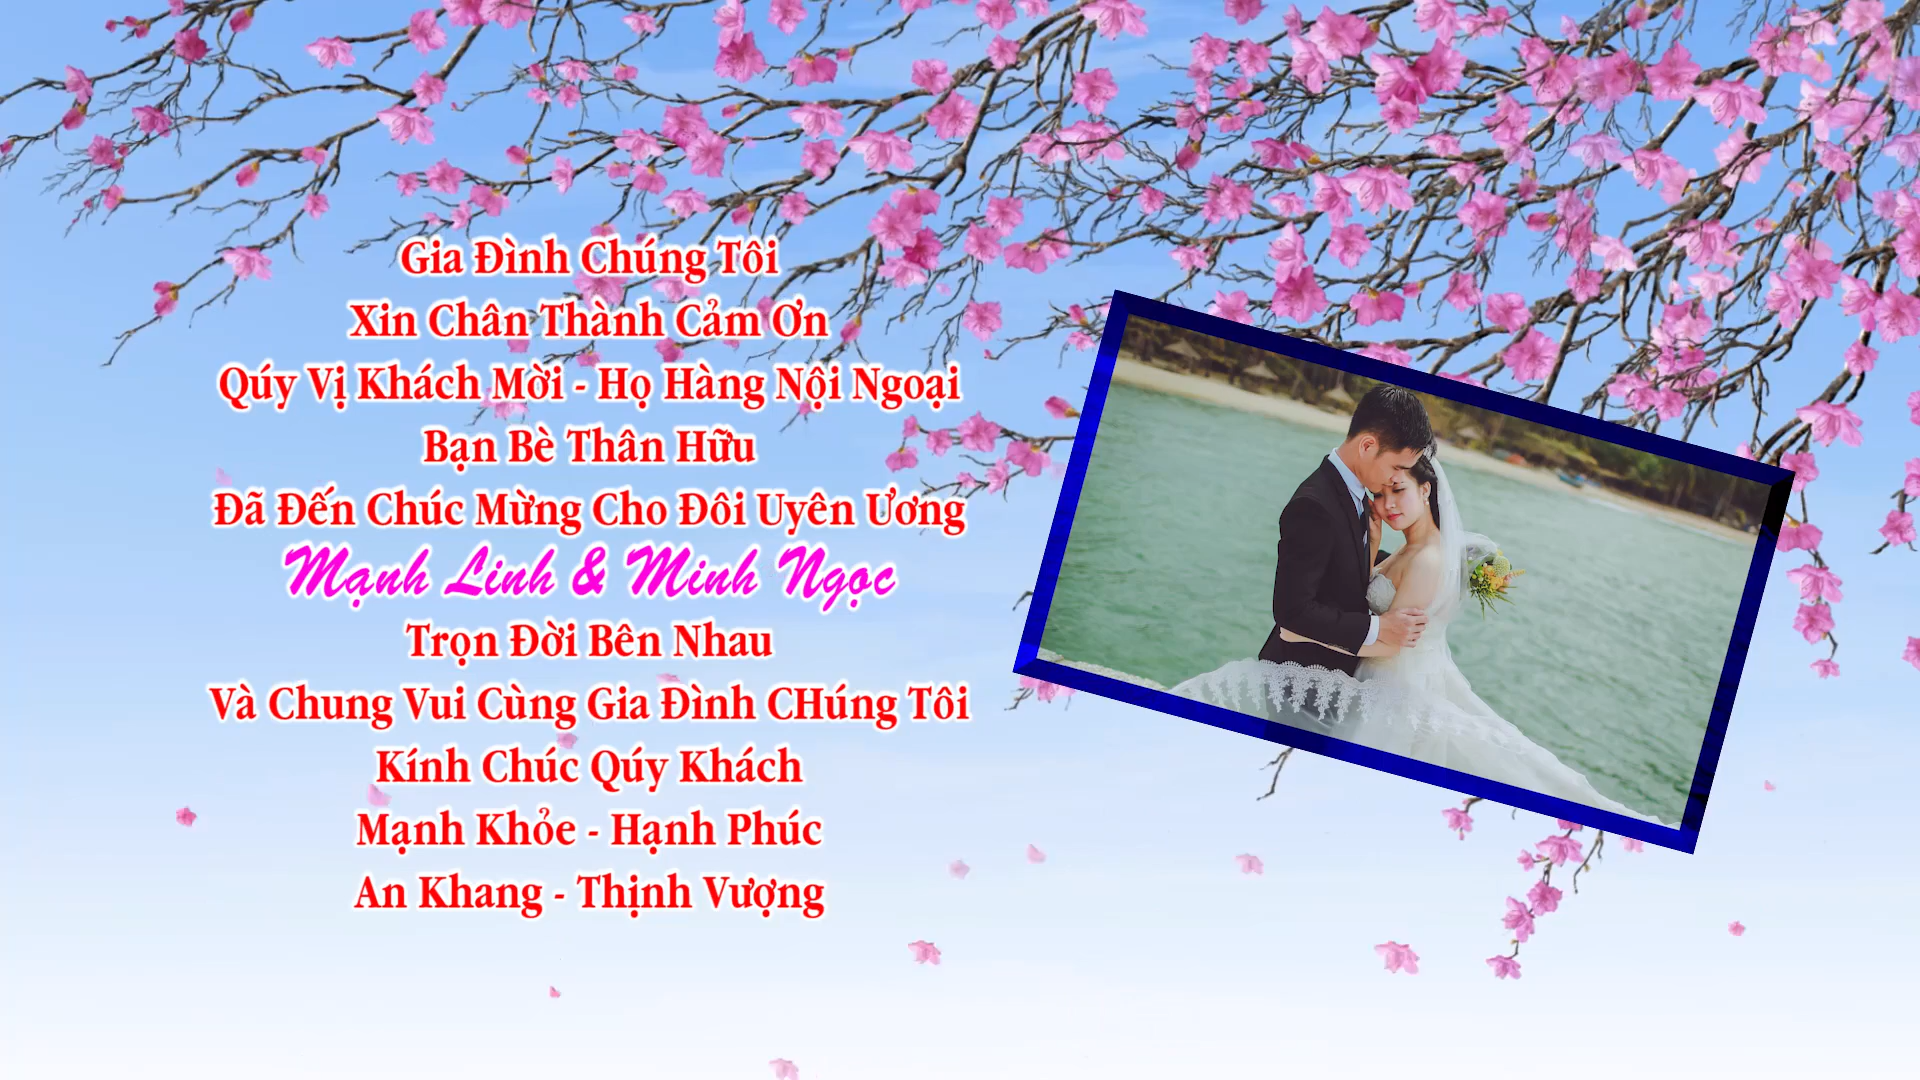 Gia Đình Chúng Tôi
Xin Chân Thành Cảm Ơn
Qúy Vị Khách Mời - Họ Hàng Nội Ngoại
Bạn Bè Thân Hữu
Đã Đến Chúc Mừng Cho Đôi Uyên Ương
Mạnh Linh & Minh Ngọc
Trọn Đời Bên Nhau
Và Chung Vui Cùng Gia Đình CHúng Tôi
Kính Chúc Qúy Khách
Mạnh Khỏe - Hạnh Phúc
An Khang - Thịnh Vượng